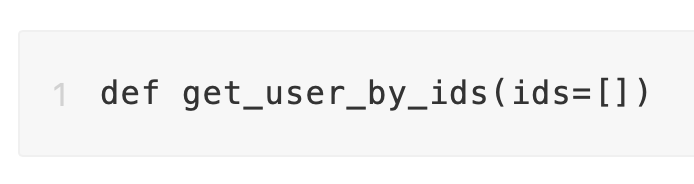 1 def get_user_by_ids(ids=[])